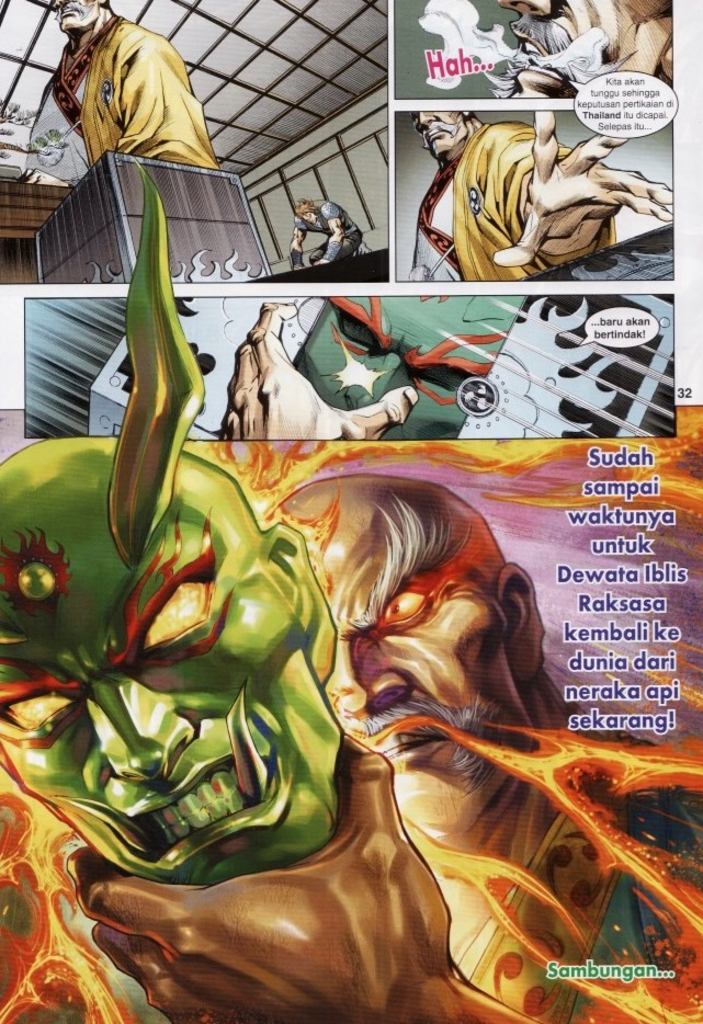 Hah...
Kita akan
tunggu sehingga
keputusan pertikaian di
Thailand itu dicapai.
Selepas itu...
...baru akan
bertindak!
32
Sudah
sampai
waktunya
untuk
Dewata Iblis
Raksasa
kembali ke
dunia dari
neraka api
sekarang!
Sambungan...